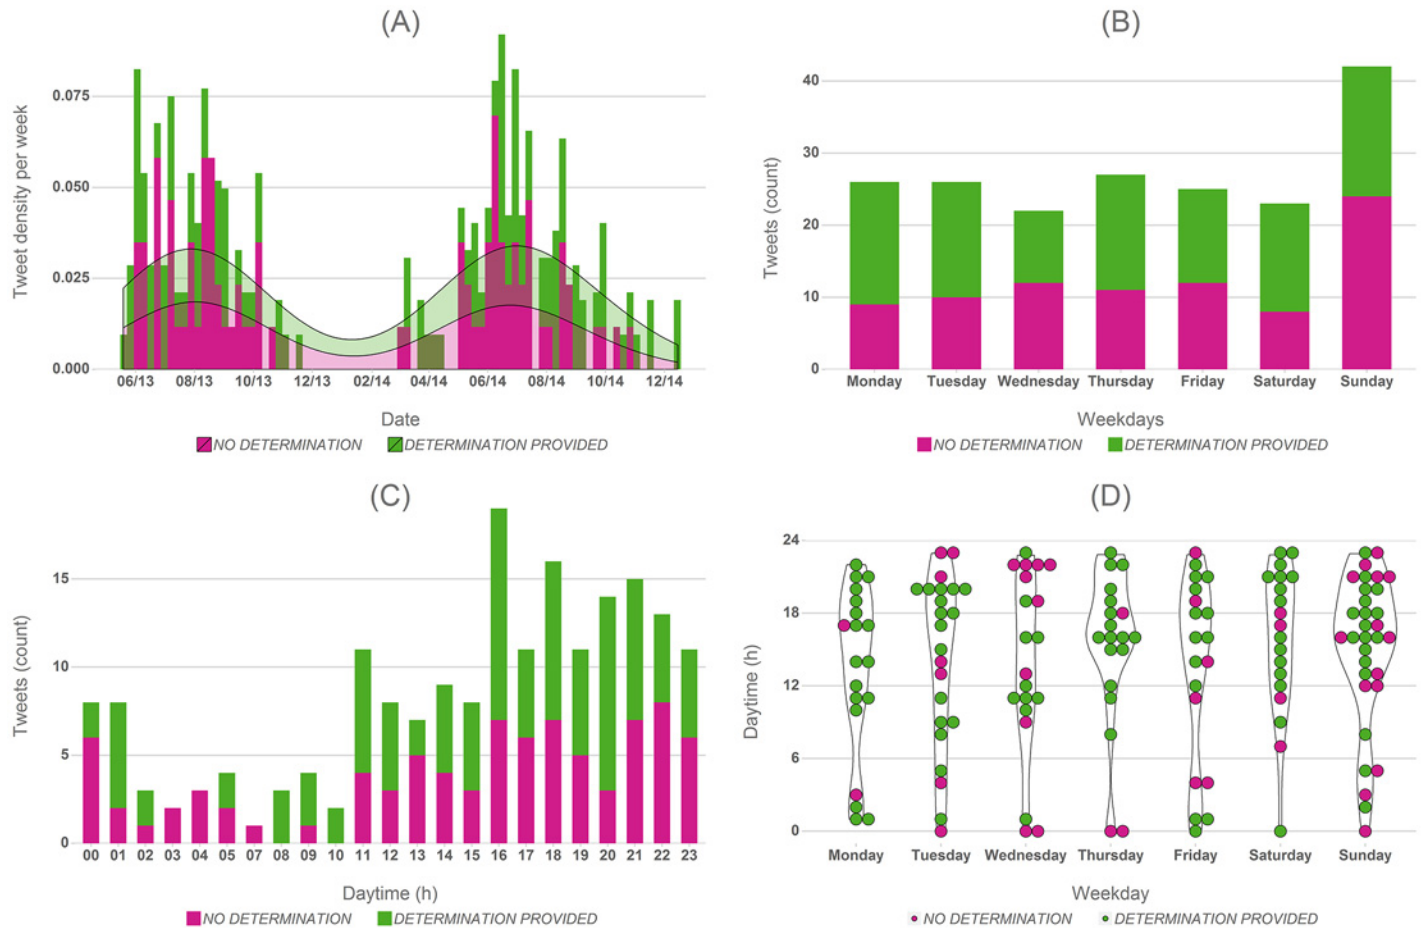 (A)
Tweet density per week
0.075
0.050
0.025
0.000
06/13 08/13 10/13 12/13 02/14 04/14 06/14 08/14 10/14 12/14
Date
NO DETERMINATION DETERMINATION PROVIDED
(B)
Tweets (count)
40
30
20
10
0
Monday Tuesday Wednesday Thursday Friday Saturday Sunday
Weekdays
NO DETERMINATION DETERMINATION PROVIDED
(C)
Tweets (count)
15
10
5
0
00 01 02 03 04 05 07 08 09 10 11 12 13 14 15 16 17 18 19 20 21 22 23
Daytime (h)
NO DETERMINATION DETERMINATION PROVIDED
(D)
Daytime (h)
24
18
12
6
0
Monday Tuesday Wednesday Thursday Friday Saturday Sunday
Weekday
NO DETERMINATION DETERMINATION PROVIDED